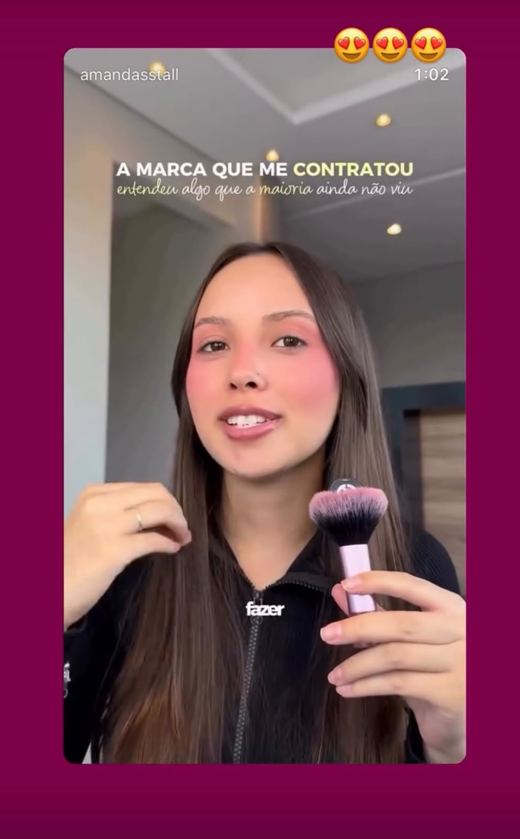 😍😍😍
amandasstall
1:02
A MARCA QUE ME CONTRATOU
entendeu algo que a maioria ainda não viu
fazer